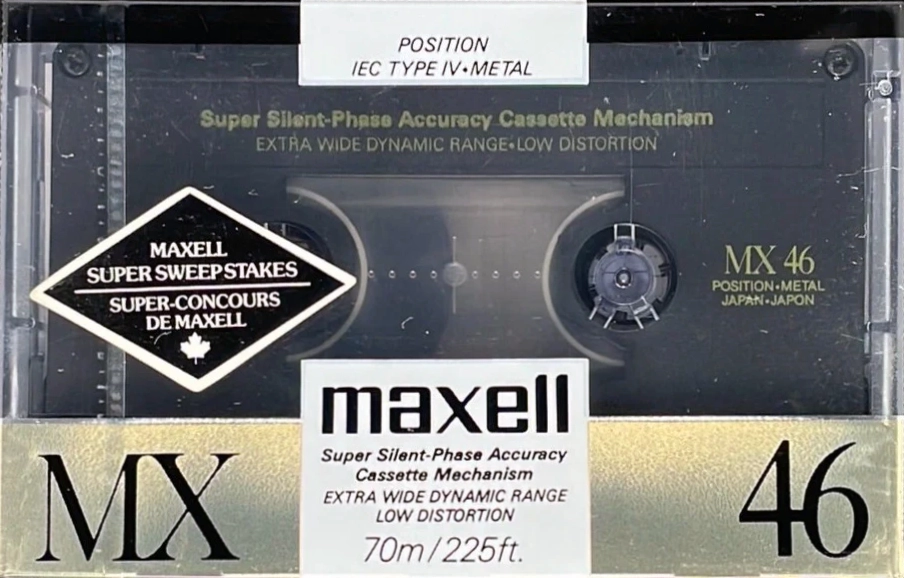 POSITION
IEC TYPE IV•METAL
Super Silent-Phase Accuracy Cassette Mechanism
EXTRA WIDE DYNAMIC RANGE•LOW DISTORTION
MAXELL
SUPER SWEEPSTAKES
SUPER-CONCOURS
DE MAXELL
MX 46
POSITION•METAL
JAPAN•JAPON
maxell
Super Silent-Phase Accuracy
Cassette Mechanism
EXTRA WIDE DYNAMIC RANGE
LOW DISTORTION
70m/225ft.
MX
46